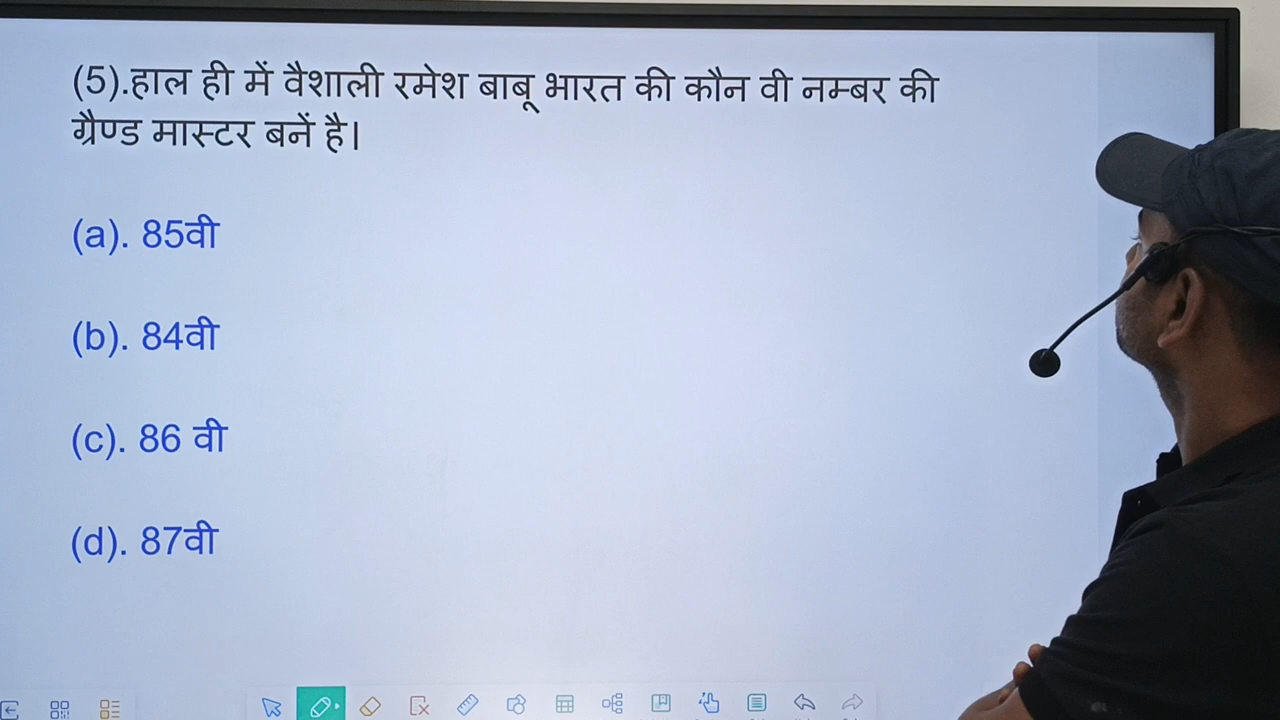 (5).हाल ही में वैशाली रमेश बाबू भारत की कौन वी नम्बर की
ग्रैण्ड मास्टर बनें है।
(a). 85वी
(b). 84वी
(c). 86 वी
(d). 87वी